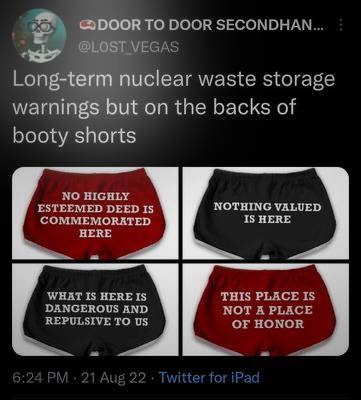 DOOR TO DOOR SECONDHAN...
@L0ST_VEGAS
Long-term nuclear waste storage
warnings but on the backs of
booty shorts
NO HIGHLY
ESTEEMED DEED IS
COMMEMORATED
HERE
NOTHING VALUED
IS HERE
WHAT IS HERE IS
DANGEROUS AND
REPULSIVE TO US
THIS PLACE IS
NOT A PLACE
OF HONOR
6:24 PM · 21 Aug 22 · Twitter for iPad